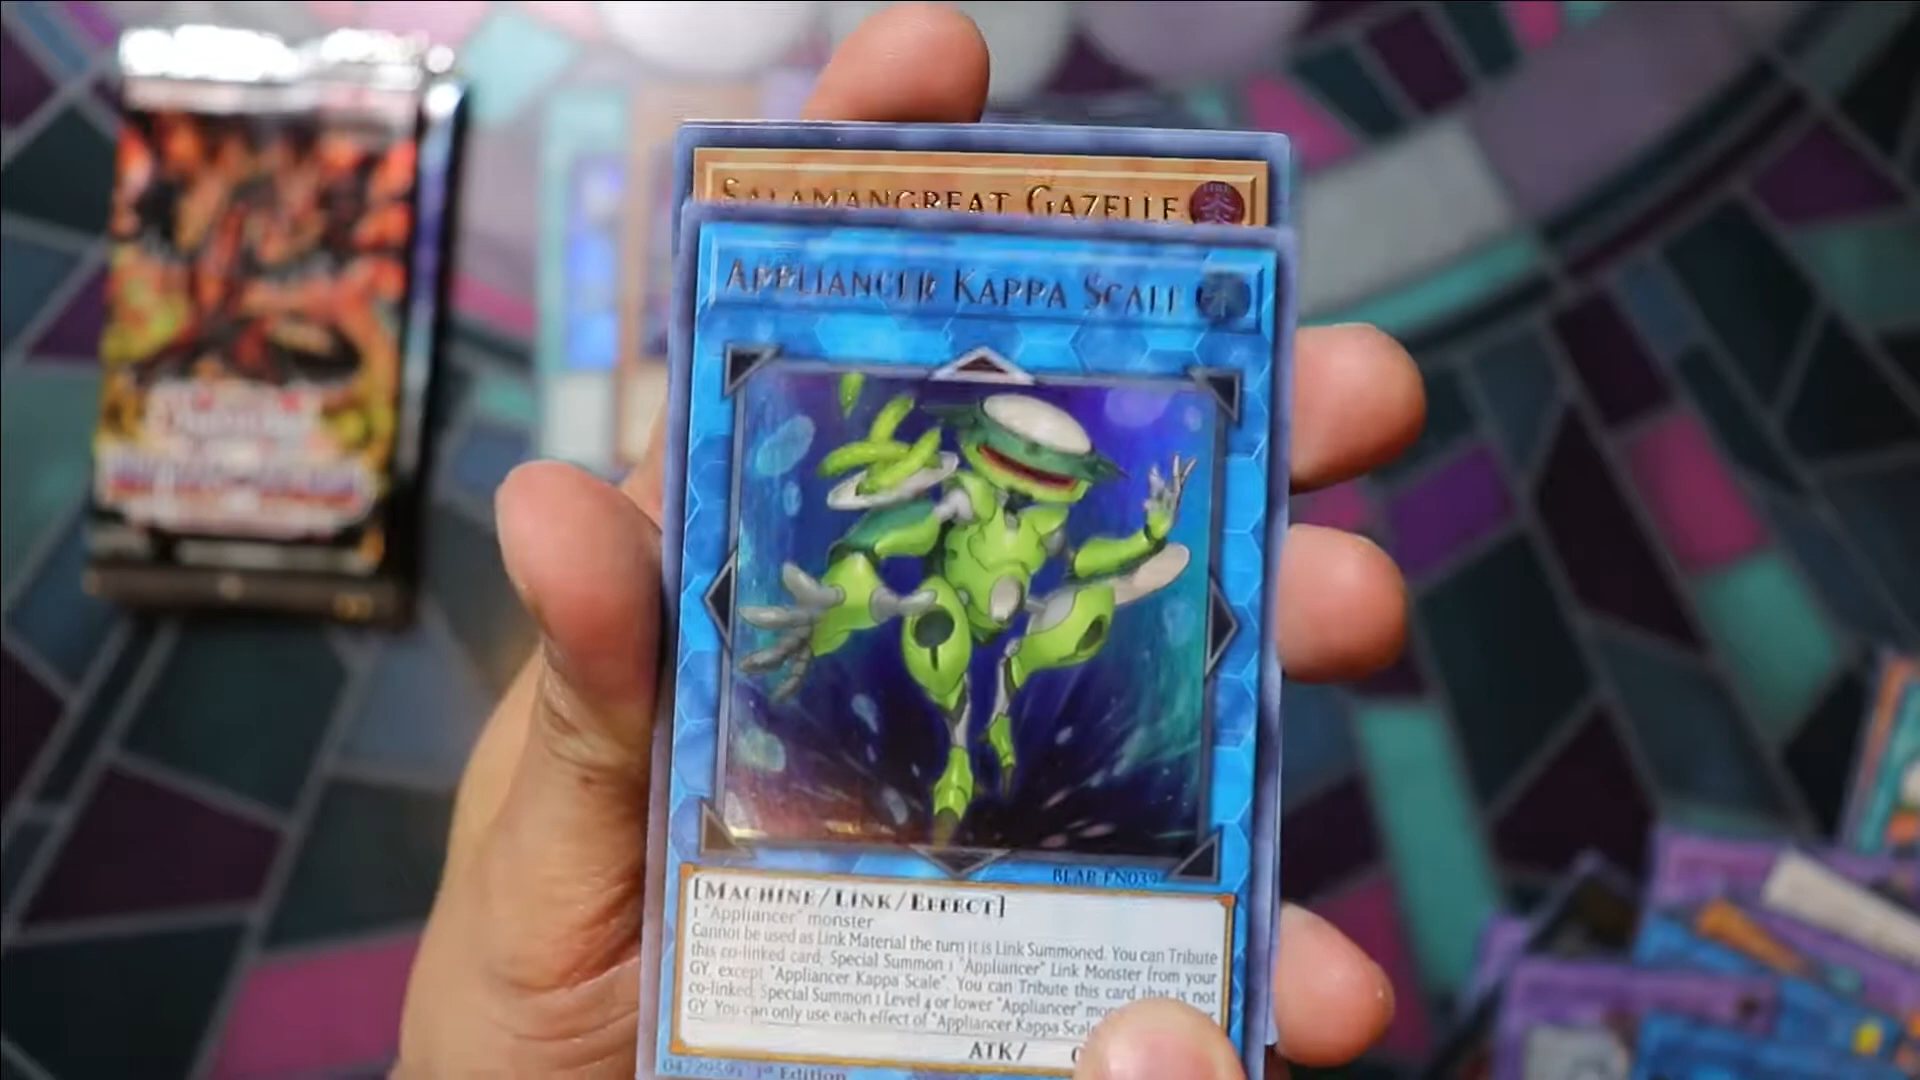 SALAMANGREAT GAZELLE
APPLIANCER KAPPA SCALE
BLAR-EN039
[MACHINE/LINK/EFFECT]
1 "Appliancer" monster
Cannot be used as Link Material the turn it is Link Summoned. You can Tribute
this co-linked card; Special Summon 1 "Appliancer" Link Monster from your
GY, except "Appliancer Kappa Scale". You can Tribute this card that is not
co-linked; Special Summon 1 Level 4 or lower "Appliancer"
GY. You can only use each effect of "Appliancer Kappa Scale
ATK/
1st Edition